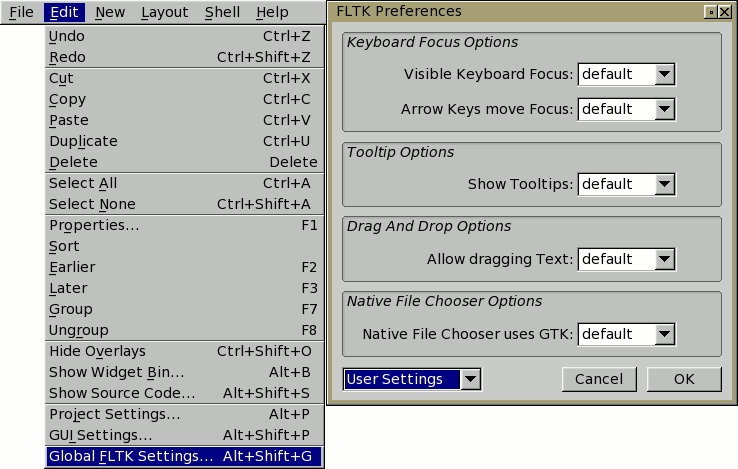 File Edit New Layout Shell Help
Undo Ctrl+Z
Redo Ctrl+Shift+Z
Cut Ctrl+X
Copy Ctrl+C
Paste Ctrl+V
Duplicate Ctrl+U
Delete Delete
Select All Ctrl+A
Select None Ctrl+Shift+A
Properties... F1
Sort
Earlier F2
Later F3
Group F7
Ungroup F8
Hide Overlays Ctrl+Shift+O
Show Widget Bin... Alt+B
Show Source Code... Alt+Shift+S
Project Settings... Alt+P
GUI Settings... Alt+Shift+P
Global FLTK Settings... Alt+Shift+G
FLTK Preferences
Keyboard Focus Options
Visible Keyboard Focus: default
Arrow Keys move Focus: default
Tooltip Options
Show Tooltips: default
Drag And Drop Options
Allow dragging Text: default
Native File Chooser Options
Native File Chooser uses GTK: default
User Settings Cancel OK